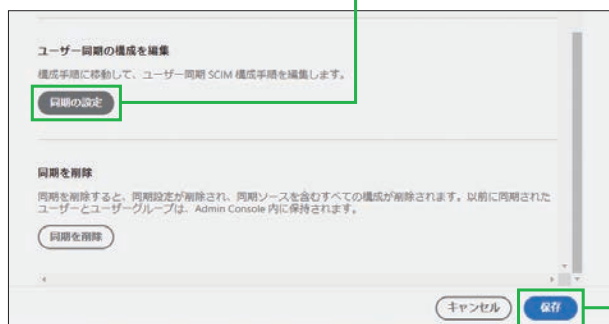 ユーザー同期の構成を編集
構成手順に移動して、ユーザー同期 SCIM 構成手順を編集します。
同期の設定
同期を削除
同期を削除すると、同期設定が削除され、同期ソースを含むすべての構成が削除されます。以前に同期された
ユーザーとユーザーグループは、Admin Console 内に保持されます。
同期を削除
キャンセル
保存